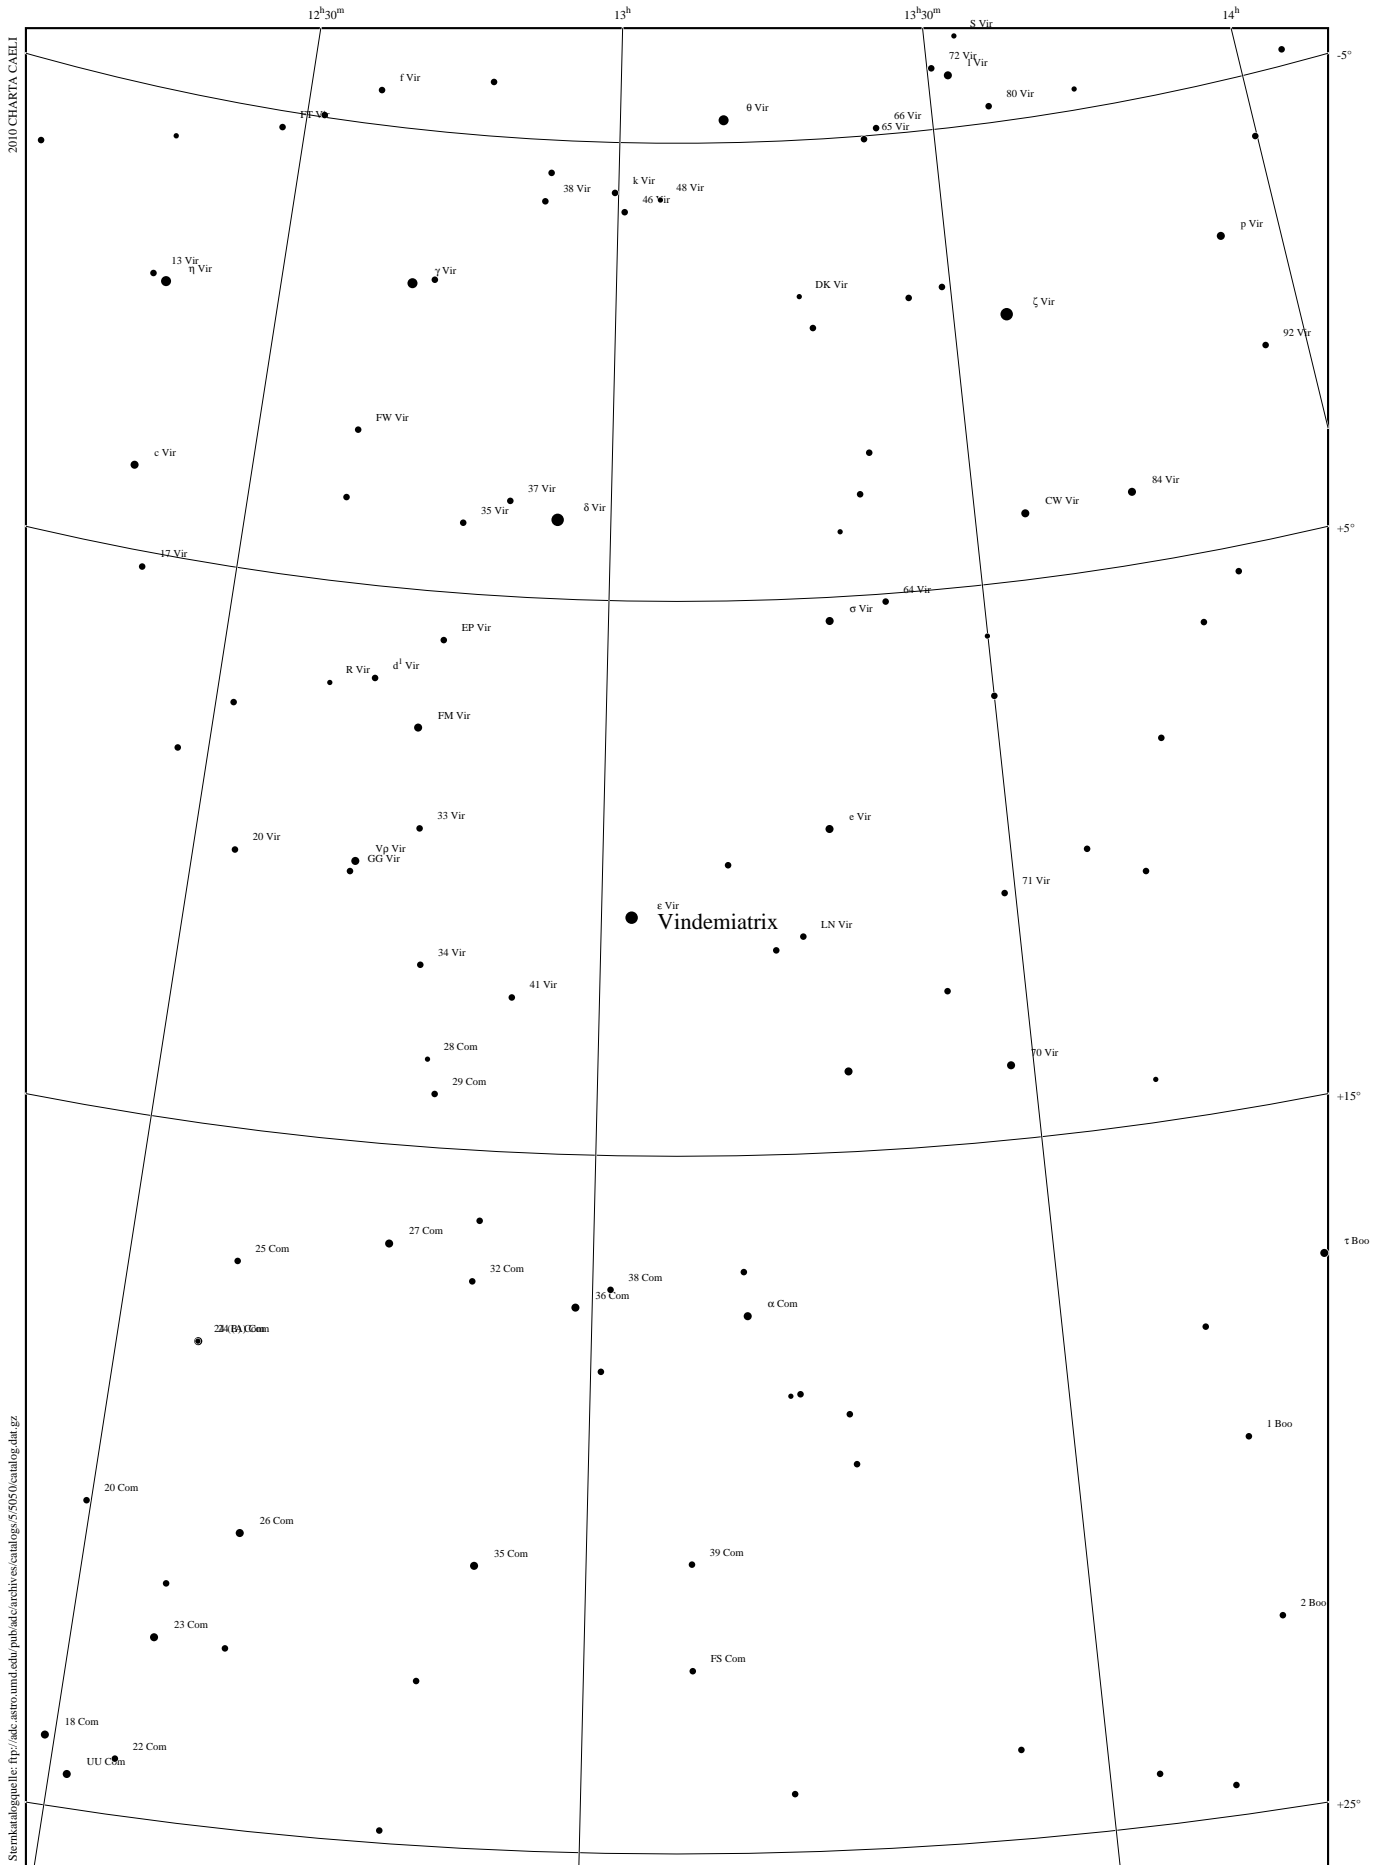 12ʰ30ᵐ
13ʰ
13ʰ30ᵐ
14ʰ
S Vir
2010 CHARTA CAELI
-5°
72 Vir
l Vir
f Vir
80 Vir
θ Vir
FT Vir
66 Vir
65 Vir
k Vir
38 Vir
48 Vir
46 Vir
p Vir
13 Vir
η Vir
γ Vir
DK Vir
ζ Vir
92 Vir
FW Vir
c Vir
84 Vir
37 Vir
CW Vir
35 Vir
δ Vir
+5°
17 Vir
64 Vir
σ Vir
EP Vir
R Vir
d¹ Vir
FM Vir
33 Vir
e Vir
20 Vir
Vρ Vir
GG Vir
71 Vir
ε Vir
Vindemiatrix
LN Vir
34 Vir
41 Vir
28 Com
70 Vir
29 Com
+15°
27 Com
τ Boo
25 Com
32 Com
38 Com
36 Com
α Com
1 Boo
20 Com
26 Com
35 Com
39 Com
2 Boo
23 Com
FS Com
18 Com
22 Com
UU Com
+25°
Sternkatalogquelle: ftp://adc.astro.umd.edu/pub/adc/archives/catalogs/5/5050/catalog.dat.gz